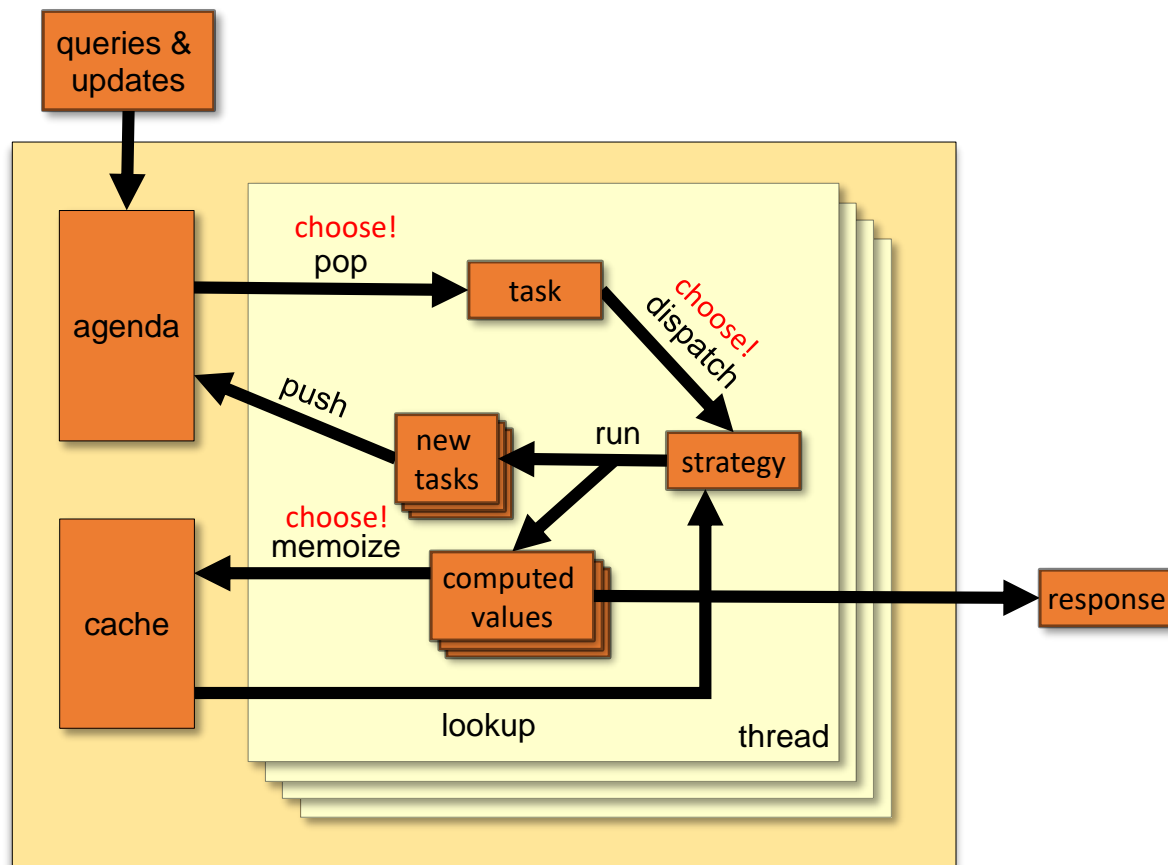 queries &
updates
choose!
pop
task
choose!
dispatch
agenda
push
new
tasks
run
strategy
choose!
memoize
computed
values
response
cache
lookup
thread